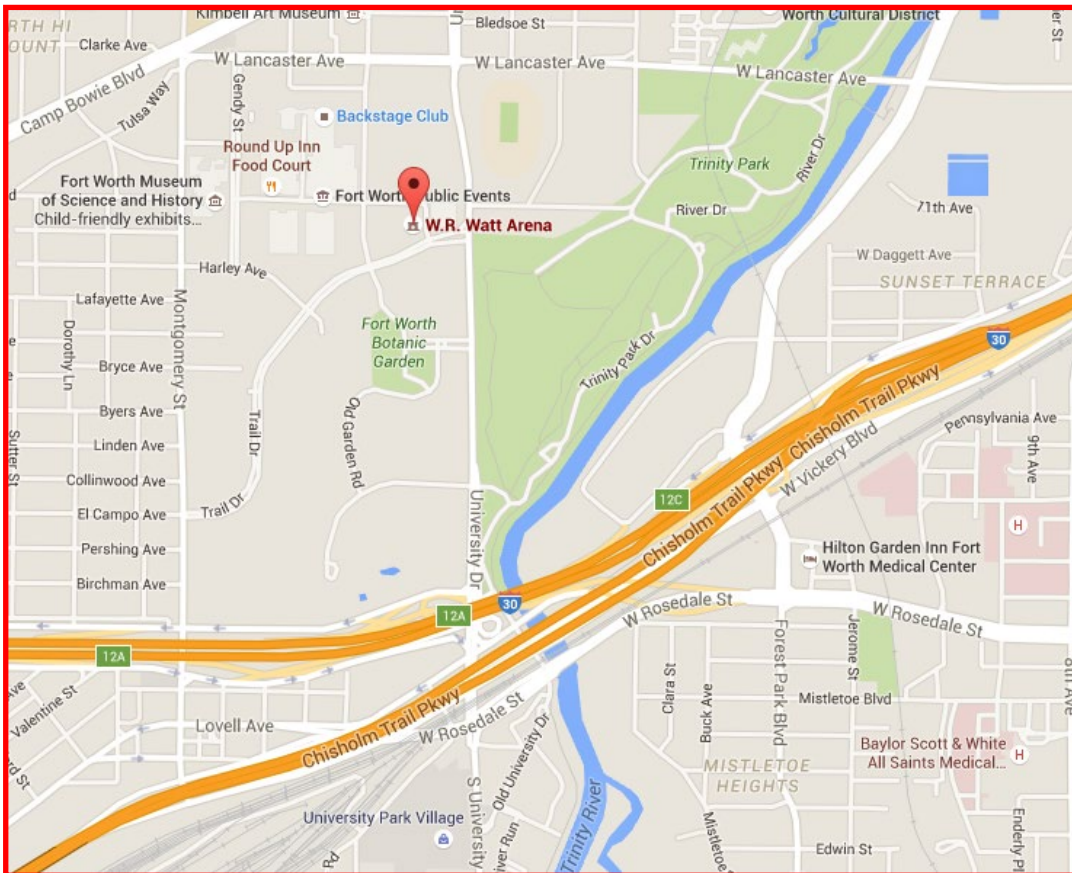 Kimbell Art Museum
Bledsoe St
Worth Cultural District
RTH HI
OUNT
Clarke Ave
W Lancaster Ave
W Lancaster Ave
W Lancaster Ave
Camp Bowie Blvd
Tulsa Way
Gendy St
Backstage Club
Round Up Inn
Food Court
Trinity Park
River Dr
Fort Worth Museum
of Science and History
Child-friendly exhibits...
Fort Worth Public Events
W.R. Watt Arena
River Dr
W Daggett Ave
SUNSET TERRACE
Harley Ave
Lafayette Ave
Montgomery St
Dorothy Ln
Fort Worth
Botanic
Garden
30
Bryce Ave
Trinity Park Dr
Byers Ave
Old Garden Rd
Trail Dr
Linden Ave
Sutter St
Collinwood Ave
Chisholm Trail Pkwy
Pennsylvania Ave
9th Ave
W Vickery Blvd
El Campo Ave
Trail Dr
University Dr
12C
Chisholm Trail Pkwy
H
Pershing Ave
Birchman Ave
Hilton Garden Inn Fort
Worth Medical Center
30
12A
W Rosedale St
W Rosedale St
12A
Forest Park Blvd
Jerome St
8th Ave
Valentine St
Lovell Ave
Chisholm Trail Pkwy
W Rosedale St
Clara St
Buck Ave
Mistletoe Blvd
Old University Dr
S University
MISTLETOE
HEIGHTS
Baylor Scott & White
All Saints Medical...
H
University Park Village
Trinity River
Rd
Edwin St
Enderly Pl